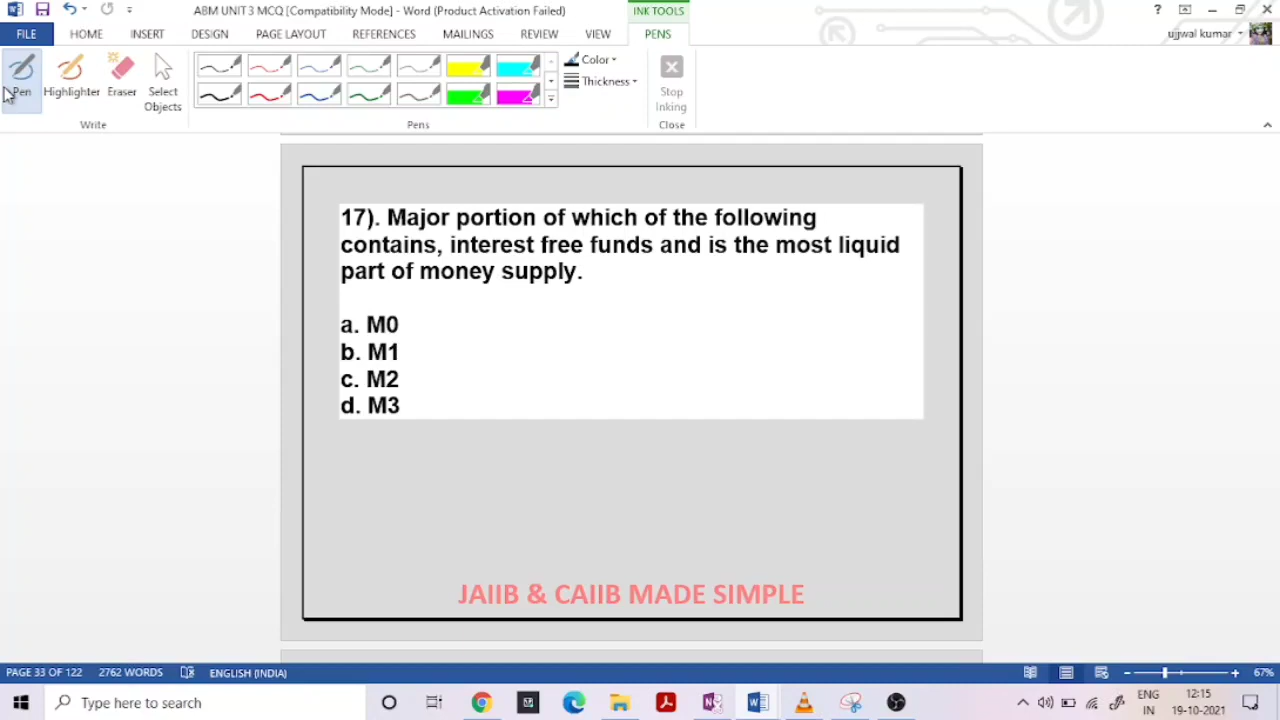 ABM UNIT 3 MCQ [Compatibility Mode] - Word (Product Activation Failed)
INK TOOLS
?
FILE HOME INSERT DESIGN PAGE LAYOUT REFERENCES MAILINGS REVIEW VIEW PENS
ujjwal kumar
Pen Highlighter Eraser Select Objects
Color
Thickness
Stop Inking
Write Pens Close
17). Major portion of which of the following
contains, interest free funds and is the most liquid
part of money supply.
a. M0
b. M1
c. M2
d. M3
JAIIB & CAIIB MADE SIMPLE
PAGE 33 OF 122 2762 WORDS ENGLISH (INDIA) 67%
Type here to search
ENG 12:15
IN 19-10-2021